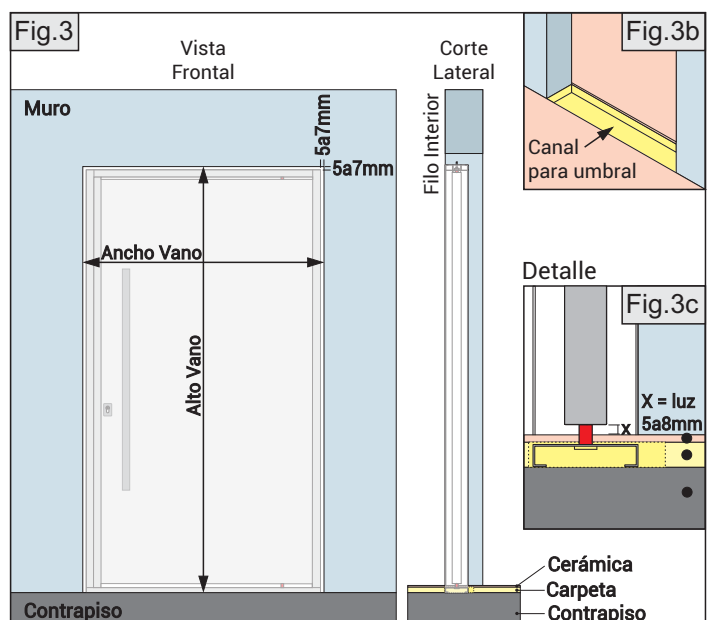 Fig.3
Vista
Frontal
Muro
5a7mm
5a7mm
Ancho Vano
Alto Vano
Contrapiso
Corte
Lateral
Filo Interior
Cerámica
Carpeta
Contrapiso
Fig.3b
Canal
para umbral
Detalle
Fig.3c
X = luz
5a8mm
X